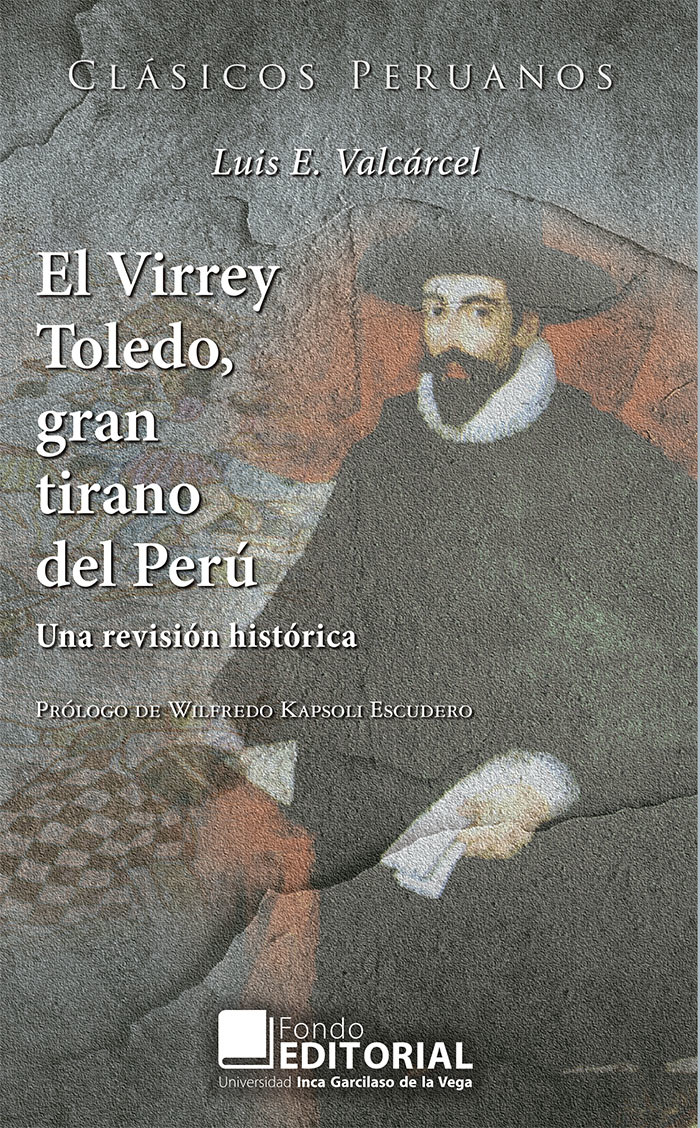 CLÁSICOS PERUANOS
Luis E. Valcárcel
El Virrey
Toledo,
gran
tirano
del Perú
Una revisión histórica
PRÓLOGO DE WILFREDO KAPSOLI ESCUDERO
Fondo
EDITORIAL
Universidad Inca Garcilaso de la Vega